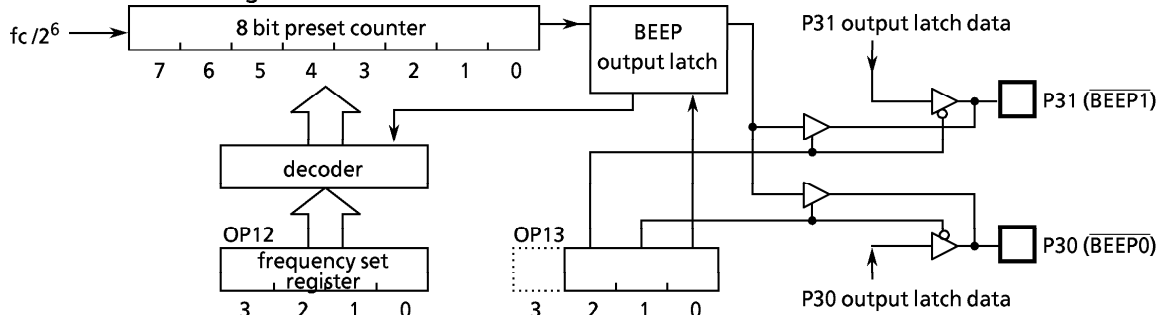 fc/2⁶
8 bit preset counter
7 6 5 4 3 2 1 0
BEEP
output latch
P31 output latch data
P31 (BEEP1)
decoder
OP12
frequency set
register
3 2 1 0
OP13
3 2 1 0
P30 (BEEP0)
P30 output latch data